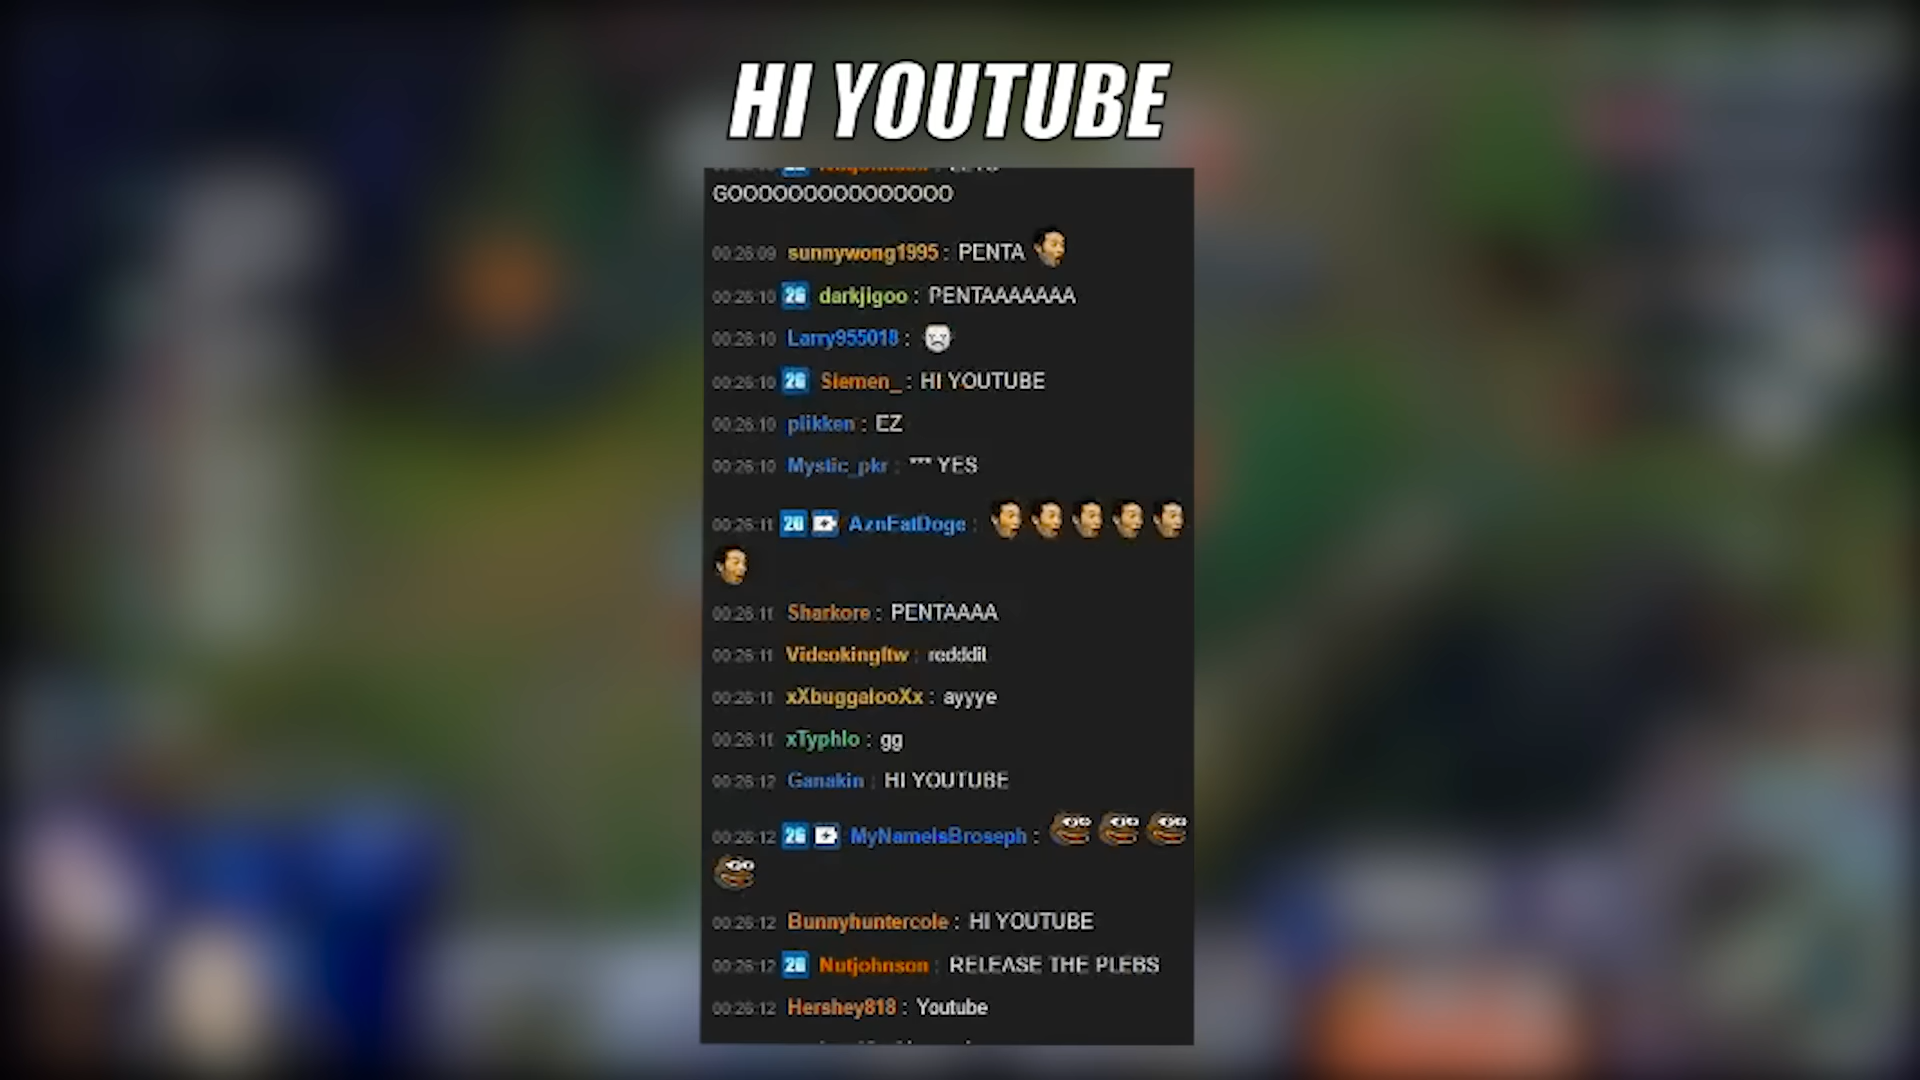 HI YOUTUBE
GOOOOOOOOOOOOOOOO
00:26:09 sunnywong1995 : PENTA
00:26:10 26 darkjigoo : PENTAAAAAAA
00:26:10 Larry955018 :
00:26:10 26 Siemen_ : HI YOUTUBE
00:26:10 plikken : EZ
00:26:10 Mystic_pkr : *** YES
00:26:11 26 AznFatDoge :
00:26:11 Sharkore : PENTAAAA
00:26:11 Videokingftw : redddit
00:26:11 xXbuggalooXx : ayyye
00:26:11 xTyphlo : gg
00:26:12 Ganakin : HI YOUTUBE
00:26:12 26 MyNameIsBroseph :
00:26:12 Bunnyhuntercole : HI YOUTUBE
00:26:12 26 Nutjohnson : RELEASE THE PLEBS
00:26:12 Hershey818 : Youtube